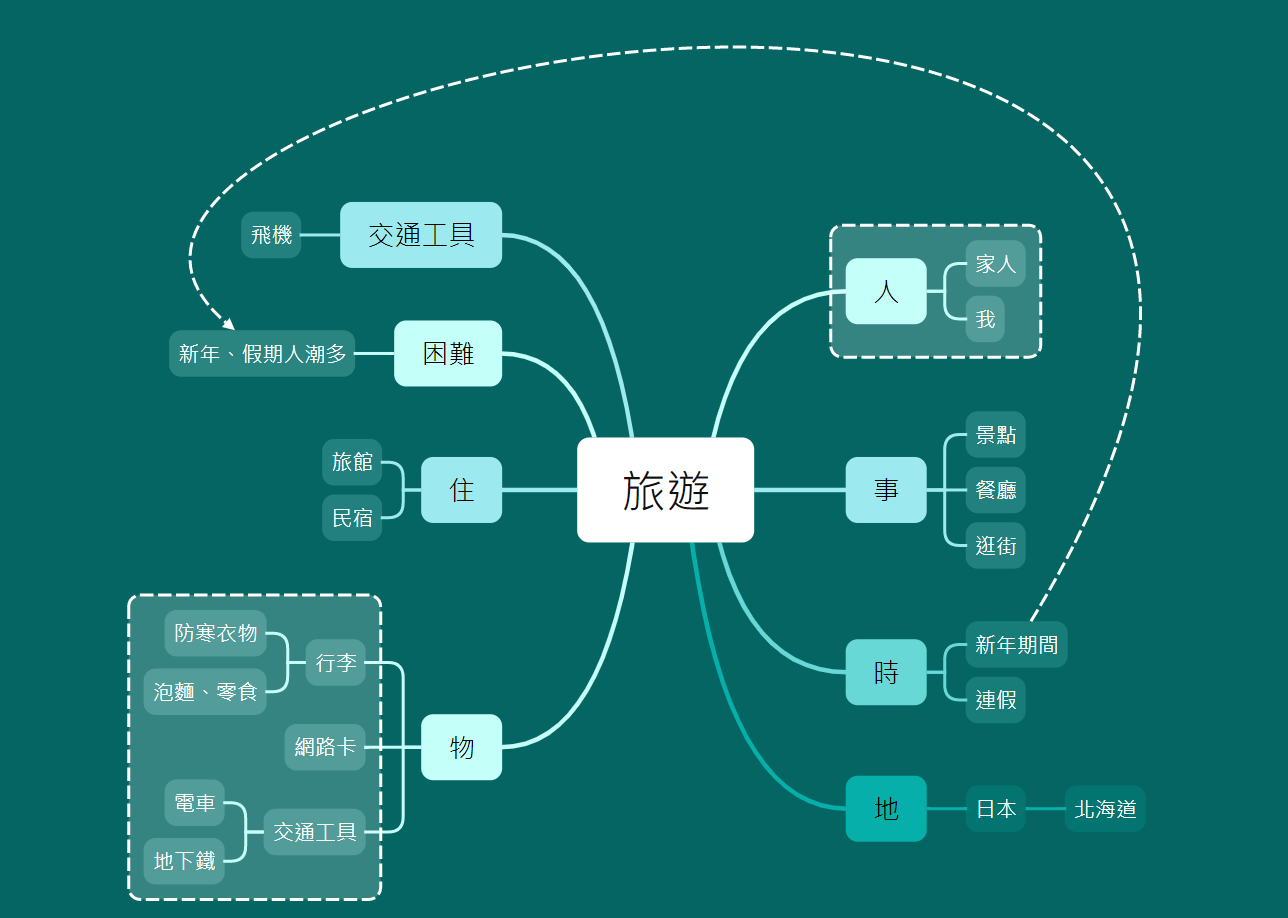 旅遊
人
家人
我
事
景點
餐廳
逛街
時
新年期間
連假
地
日本
北海道
交通工具
飛機
困難
新年、假期人潮多
住
旅館
民宿
物
行李
防寒衣物
泡麵、零食
網路卡
交通工具
電車
地下鐵